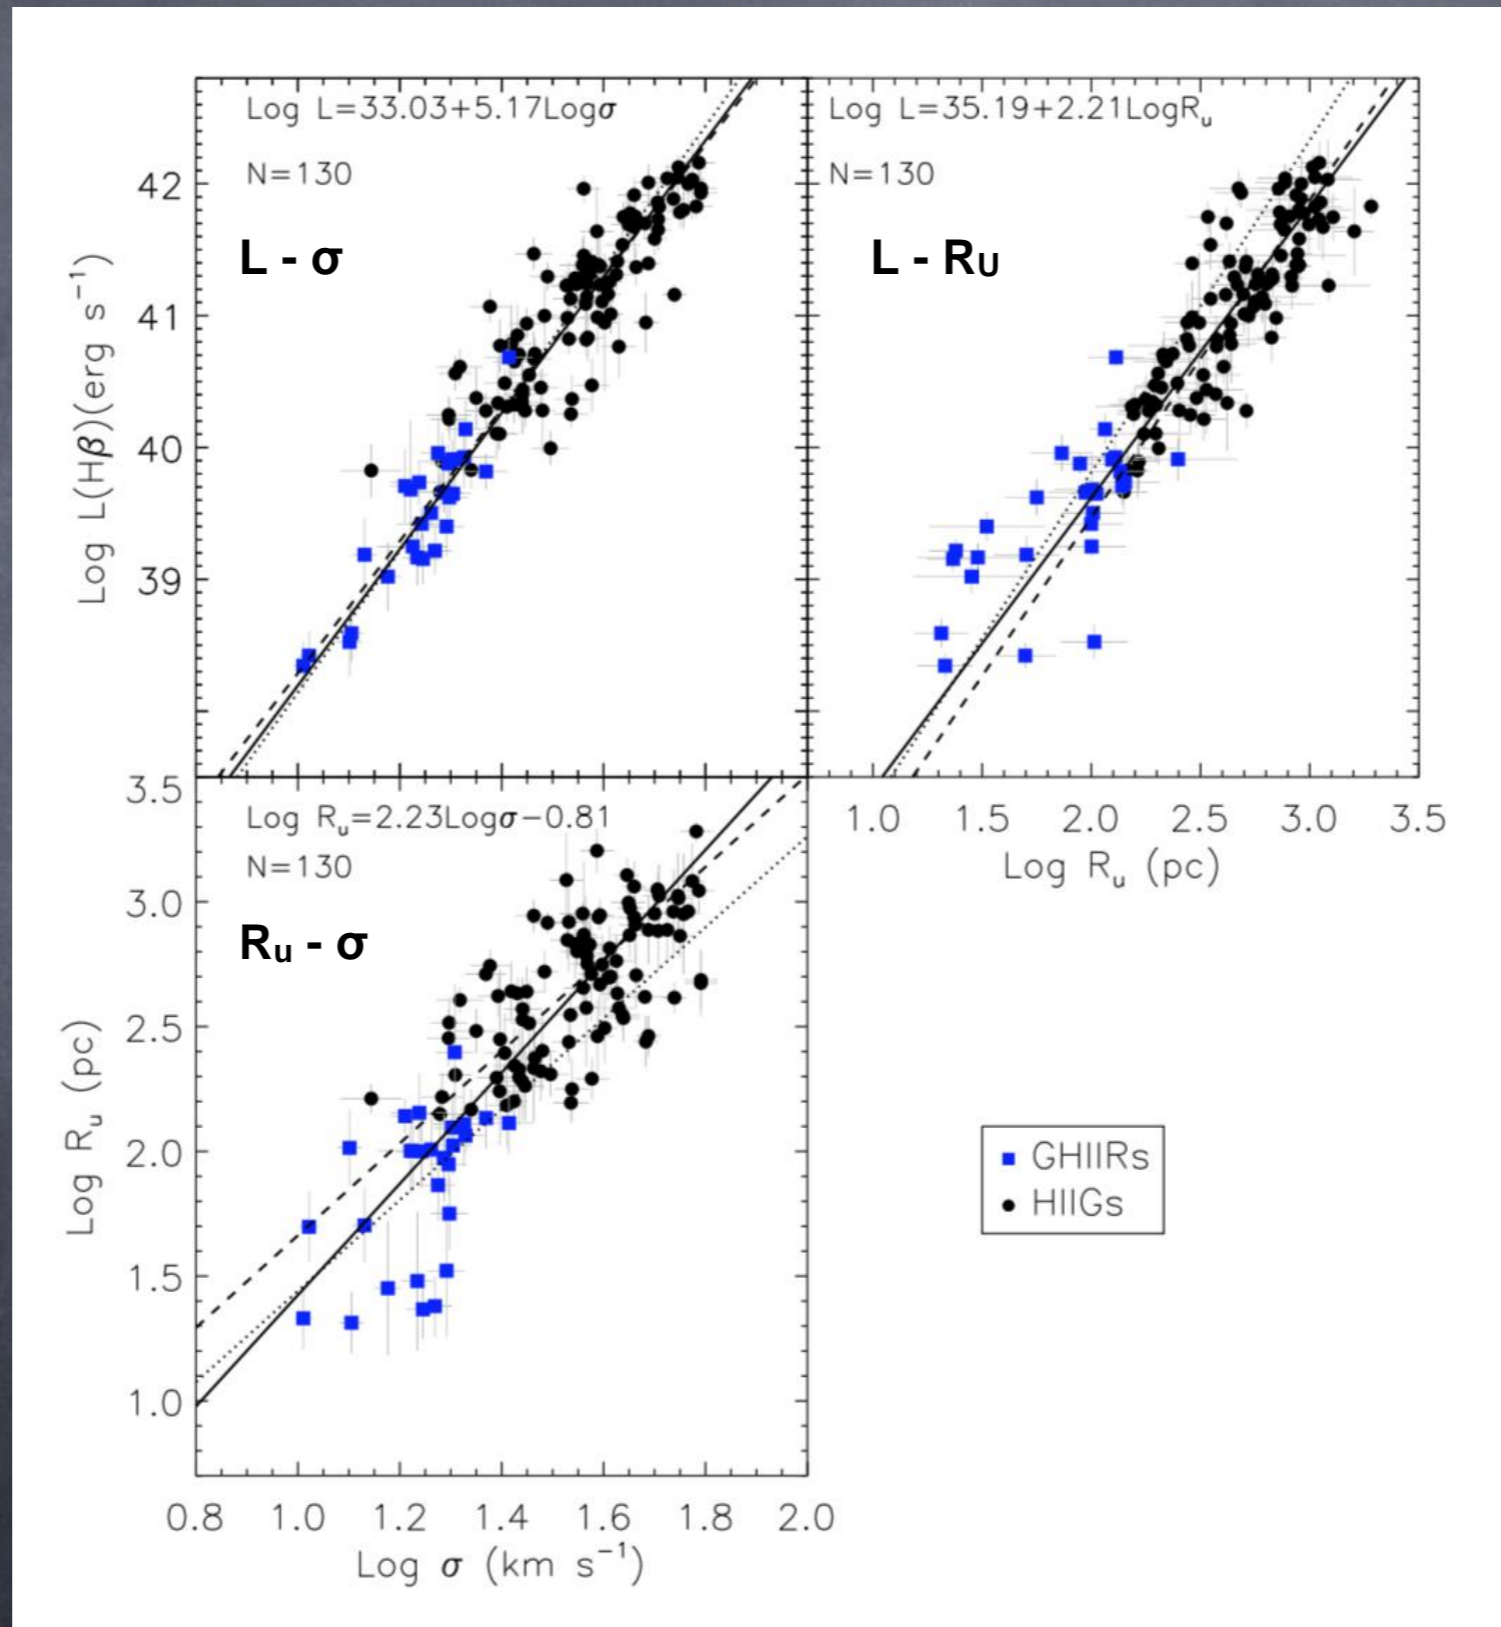 Log L=33.03+5.17Logσ
N=130
L - σ
Log L(Hβ)(erg s⁻¹)
42
41
40
39
Log L=35.19+2.21LogRᵤ
N=130
L - RU
1.0 1.5 2.0 2.5 3.0 3.5
Log Rᵤ (pc)
Log Rᵤ=2.23Logσ−0.81
N=130
Rᵤ - σ
Log Rᵤ (pc)
3.5
3.0
2.5
2.0
1.5
1.0
0.8 1.0 1.2 1.4 1.6 1.8 2.0
Log σ (km s⁻¹)
GHIIRs
HIIGs